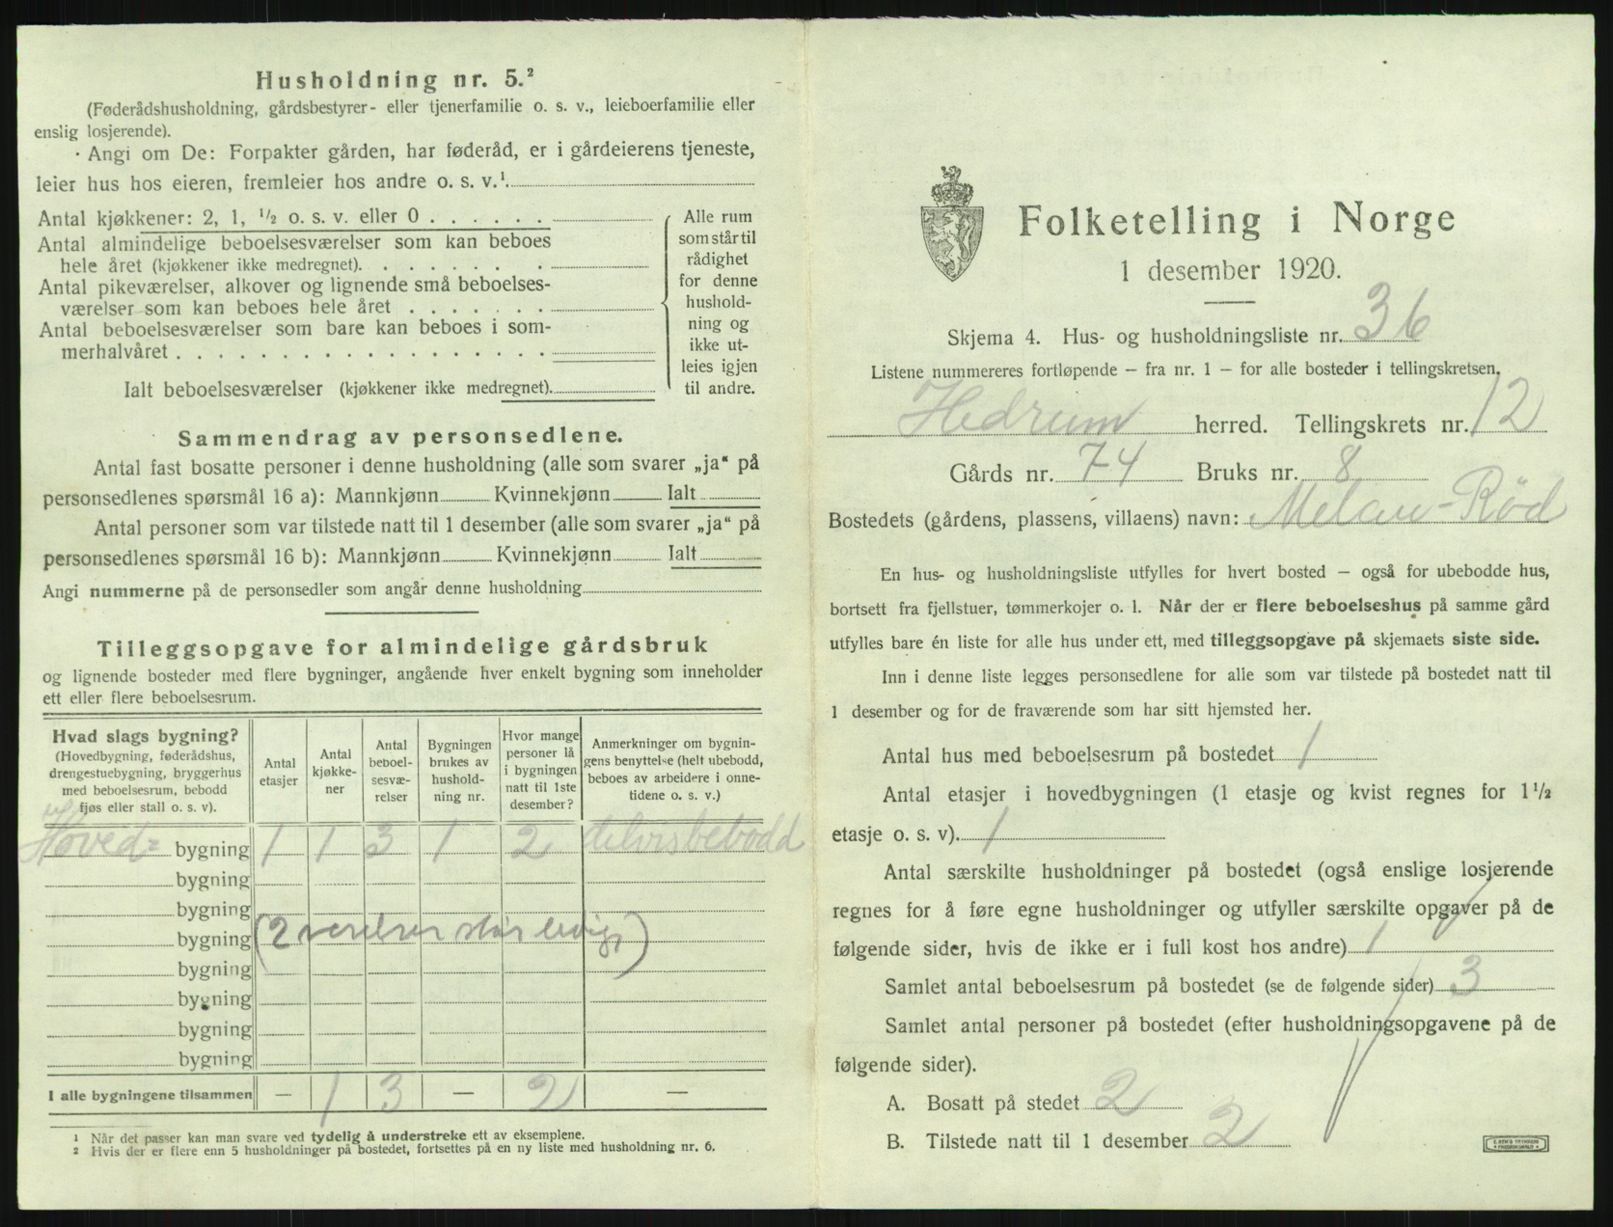 Husholdning nr. 5.²
(Føderådshusholdning, gårdsbestyrer- eller tjenerfamilie o. s. v., leieboerfamilie eller
enslig losjerende).
Angi om De: Forpakter gården, har føderåd, er i gårdeierens tjeneste,
leier hus hos eieren, fremleier hos andre o. s. v.¹
Antal kjøkkener: 2, 1, ½ o. s. v. eller 0 . . . . . .
Antal almindelige beboelsesværelser som kan beboes
hele året (kjøkkener ikke medregnet). . . . . . . .
Antal pikeværelser, alkover og lignende små beboelses-
værelser som kan beboes hele året . . . . . . .
Antal beboelsesværelser som bare kan beboes i som-
merhalvåret . . . . . . . . . . . . . . . . .
Ialt beboelsesværelser (kjøkkener ikke medregnet).
Alle rum
som står til
rådighet
for denne
hushold-
ning og
ikke ut-
leies igjen
til andre.
Sammendrag av personsedlene.
Antal fast bosatte personer i denne husholdning (alle som svarer „ja“ på
personsedlenes spørsmål 16 a): Mannkjønn Kvinnekjønn Ialt
Antal personer som var tilstede natt til 1 desember (alle som svarer „ja“ på
personsedlenes spørsmål 16 b): Mannkjønn Kvinnekjønn Ialt
Angi nummerne på de personsedler som angår denne husholdning
Tilleggsopgave for almindelige gårdsbruk
og lignende bosteder med flere bygninger, angående hver enkelt bygning som inneholder
ett eller flere beboelsesrum.
Hvad slags bygning?
(Hovedbygning, føderådshus,
drengestuebygning, bryggerhus
med beboelsesrum, bebodd
fjøs eller stall o. s. v).
Antal
etasjer
Antal
kjøkke-
ner
Antal
beboel-
sesvæ-
relser
Bygningen
brukes av
hushold-
ning nr.
Hvor mange
personer lå
i bygningen
natt til 1ste
desember?
Anmerkninger om bygnin-
gens benyttelse (helt ubebodd,
beboes av arbeidere i onne-
tidene o. s. v.)
Hoved= bygning 1 1 3 1 2 delvis bebodd
bygning
bygning
bygning (2 verelser står ledige)
bygning
bygning
bygning
bygning
I alle bygningene tilsammen — 1 3 — 2 —
¹ Når det passer kan man svare ved tydelig å understreke ett av eksemplene.
² Hvis der er flere enn 5 husholdninger på bostedet, fortsettes på en ny liste med husholdning nr. 6.
Folketelling i Norge
1 desember 1920.
Skjema 4. Hus- og husholdningsliste nr. 36
Listene nummereres fortløpende – fra nr. 1 – for alle bosteder i tellingskretsen.
Hedrum herred. Tellingskrets nr. 12
Gårds nr. 74 Bruks nr. 8
Bostedets (gårdens, plassens, villaens) navn: Melau-Röd
En hus- og husholdningsliste utfylles for hvert bosted – også for ubebodde hus,
bortsett fra fjellstuer, tømmerkojer o. l. Når der er flere beboelseshus på samme gård
utfylles bare én liste for alle hus under ett, med tilleggsopgave på skjemaets siste side.
Inn i denne liste legges personsedlene for alle som var tilstede på bostedet natt til
1 desember og for de fraværende som har sitt hjemsted her.
Antal hus med beboelsesrum på bostedet 1
Antal etasjer i hovedbygningen (1 etasje og kvist regnes for 1½
etasje o. s. v). 1
Antal særskilte husholdninger på bostedet (også enslige losjerende
regnes for å føre egne husholdninger og utfyller særskilte opgaver på de
følgende sider, hvis de ikke er i full kost hos andre) 1
Samlet antal beboelsesrum på bostedet (se de følgende sider) 3
Samlet antal personer på bostedet (efter husholdningsopgavene på de
følgende sider).
A. Bosatt på stedet 2
B. Tilstede natt til 1 desember 2